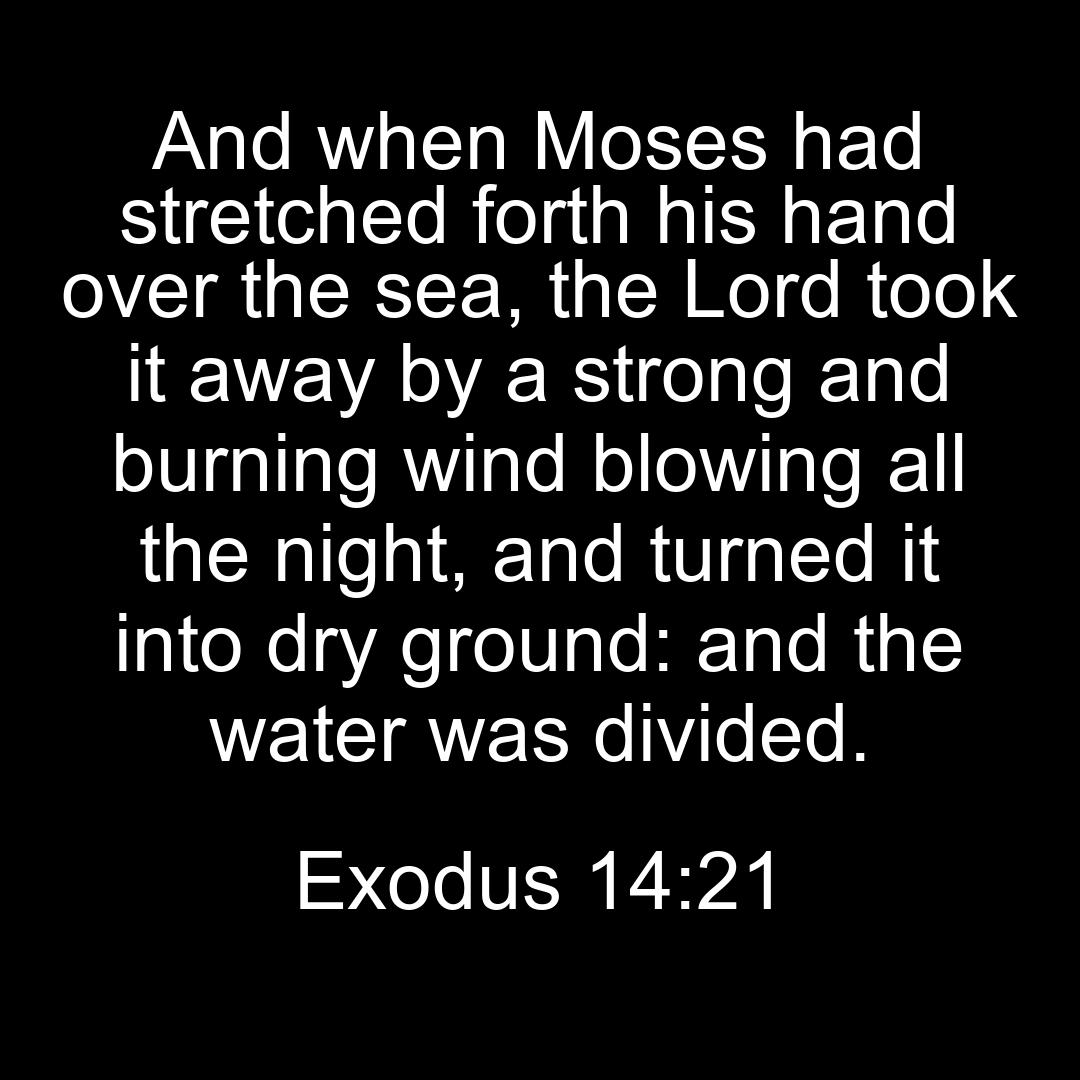 And when Moses had
stretched forth his hand
over the sea, the Lord took
it away by a strong and
burning wind blowing all
the night, and turned it
into dry ground: and the
water was divided.
Exodus 14:21